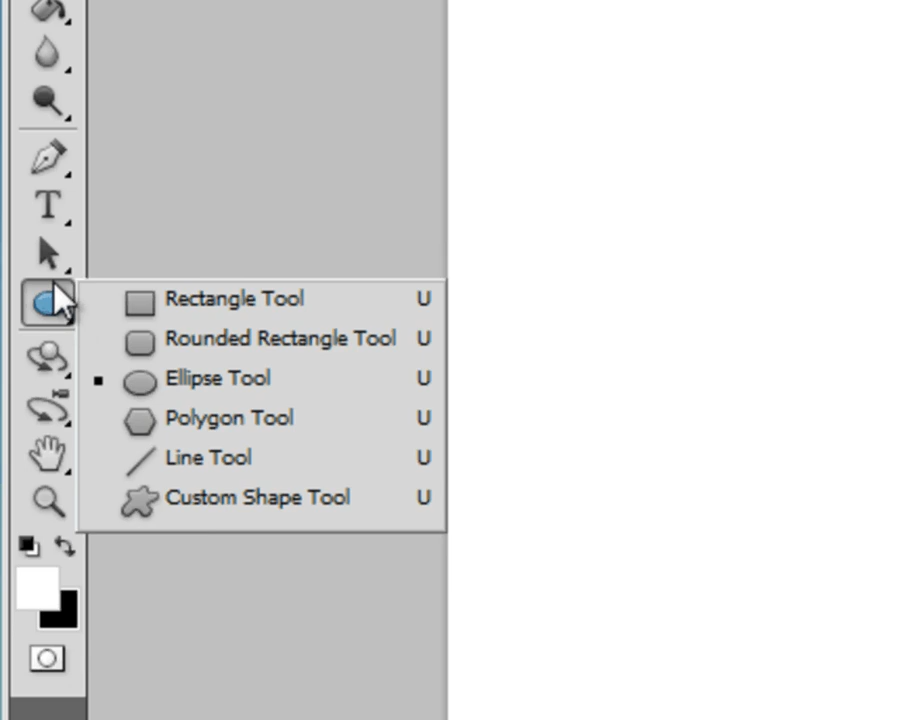 T
Rectangle Tool U
Rounded Rectangle Tool U
Ellipse Tool U
Polygon Tool U
Line Tool U
Custom Shape Tool U